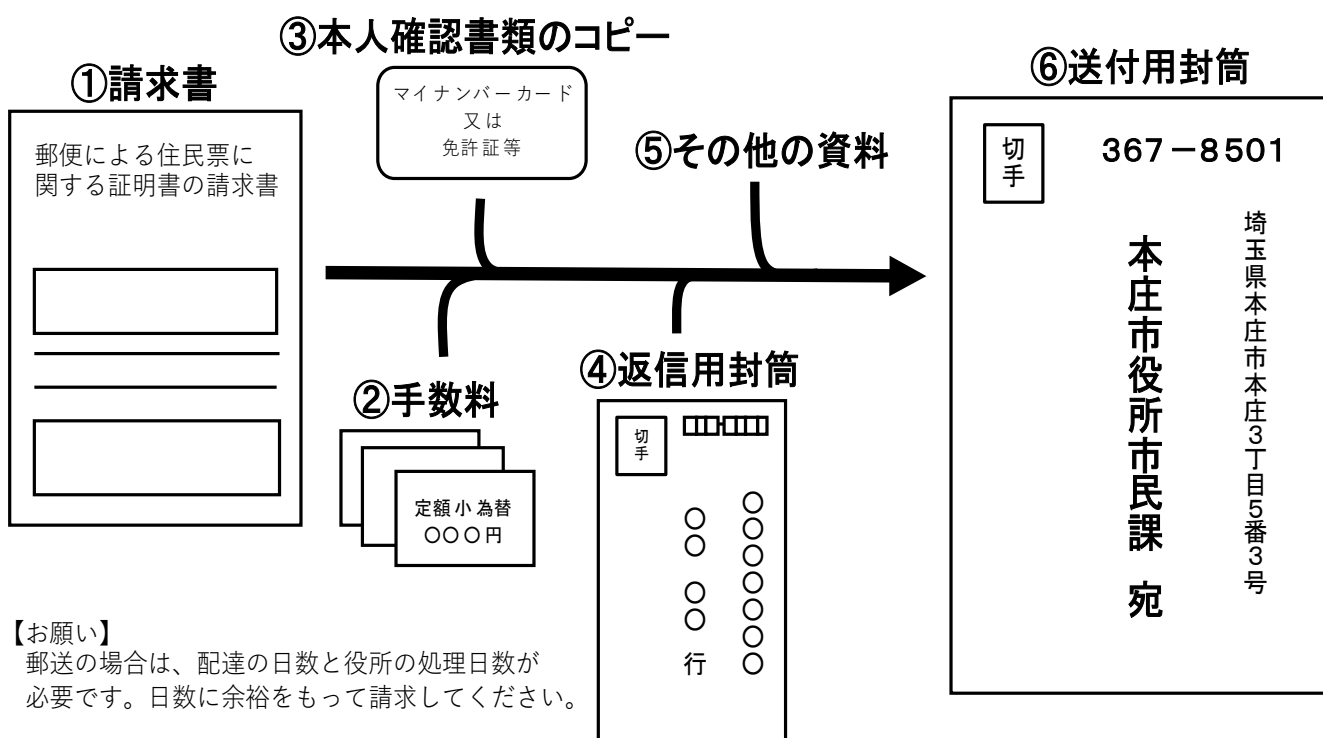 ①請求書
郵便による住民票に
関する証明書の請求書
③本人確認書類のコピー
マイナンバーカード
又は
免許証等
⑤その他の資料
②手数料
定額小為替
〇〇〇円
④返信用封筒
切手
〇〇〇〇〇〇〇
〇〇 〇〇 行
⑥送付用封筒
切手
367－8501
埼玉県本庄市本庄3丁目5番3号
本庄市役所市民課 宛
【お願い】
郵送の場合は、配達の日数と役所の処理日数が
必要です。日数に余裕をもって請求してください。